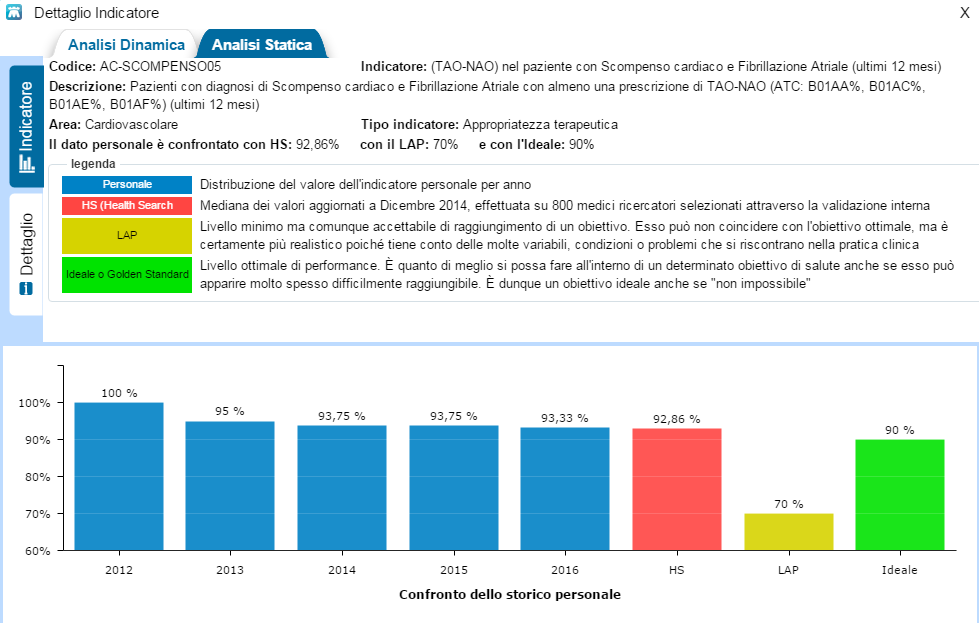 Dettaglio Indicatore X
Analisi Dinamica Analisi Statica
Indicatore
Dettaglio
Codice: AC-SCOMPENSO05 Indicatore: (TAO-NAO) nel paziente con Scompenso cardiaco e Fibrillazione Atriale (ultimi 12 mesi)
Descrizione: Pazienti con diagnosi di Scompenso cardiaco e Fibrillazione Atriale con almeno una prescrizione di TAO-NAO (ATC: B01AA%, B01AC%,
B01AE%, B01AF%) (ultimi 12 mesi)
Area: Cardiovascolare Tipo indicatore: Appropriatezza terapeutica
Il dato personale è confrontato con HS: 92,86% con il LAP: 70% e con l'Ideale: 90%
legenda
Personale Distribuzione del valore dell'indicatore personale per anno
HS (Health Search Mediana dei valori aggiornati a Dicembre 2014, effettuata su 800 medici ricercatori selezionati attraverso la validazione interna
LAP Livello minimo ma comunque accettabile di raggiungimento di un obiettivo. Esso può non coincidere con l'obiettivo ottimale, ma è
certamente più realistico poiché tiene conto delle molte variabili, condizioni o problemi che si riscontrano nella pratica clinica
Ideale o Golden Standard Livello ottimale di performance. È quanto di meglio si possa fare all'interno di un determinato obiettivo di salute anche se esso può
apparire molto spesso difficilmente raggiungibile. È dunque un obiettivo ideale anche se "non impossibile"
100 % 95 % 93,75 % 93,75 % 93,33 % 92,86 % 70 % 90 %
100%
90%
80%
70%
60%
2012 2013 2014 2015 2016 HS LAP Ideale
Confronto dello storico personale